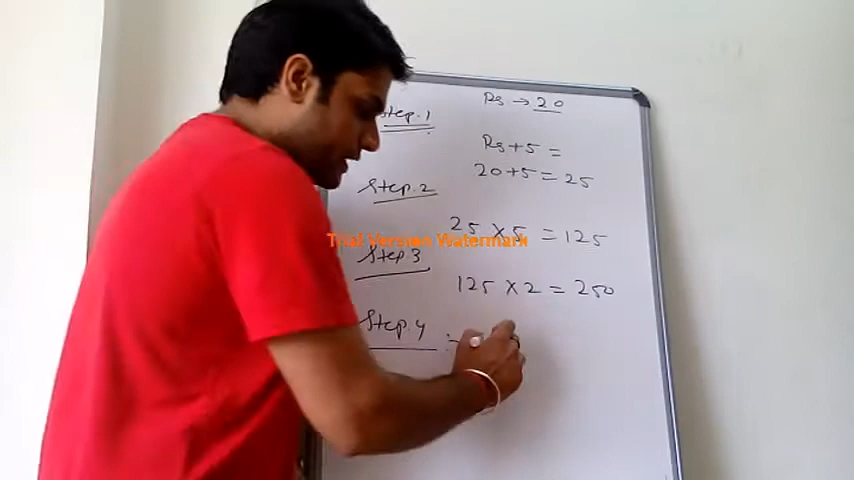 Rs → 20
Step.1
Rs+5 =
20+5 = 25
Step.2
25 x 5 = 125
Trial Version Watermark
Step.3
125 x 2 = 250
Step.4